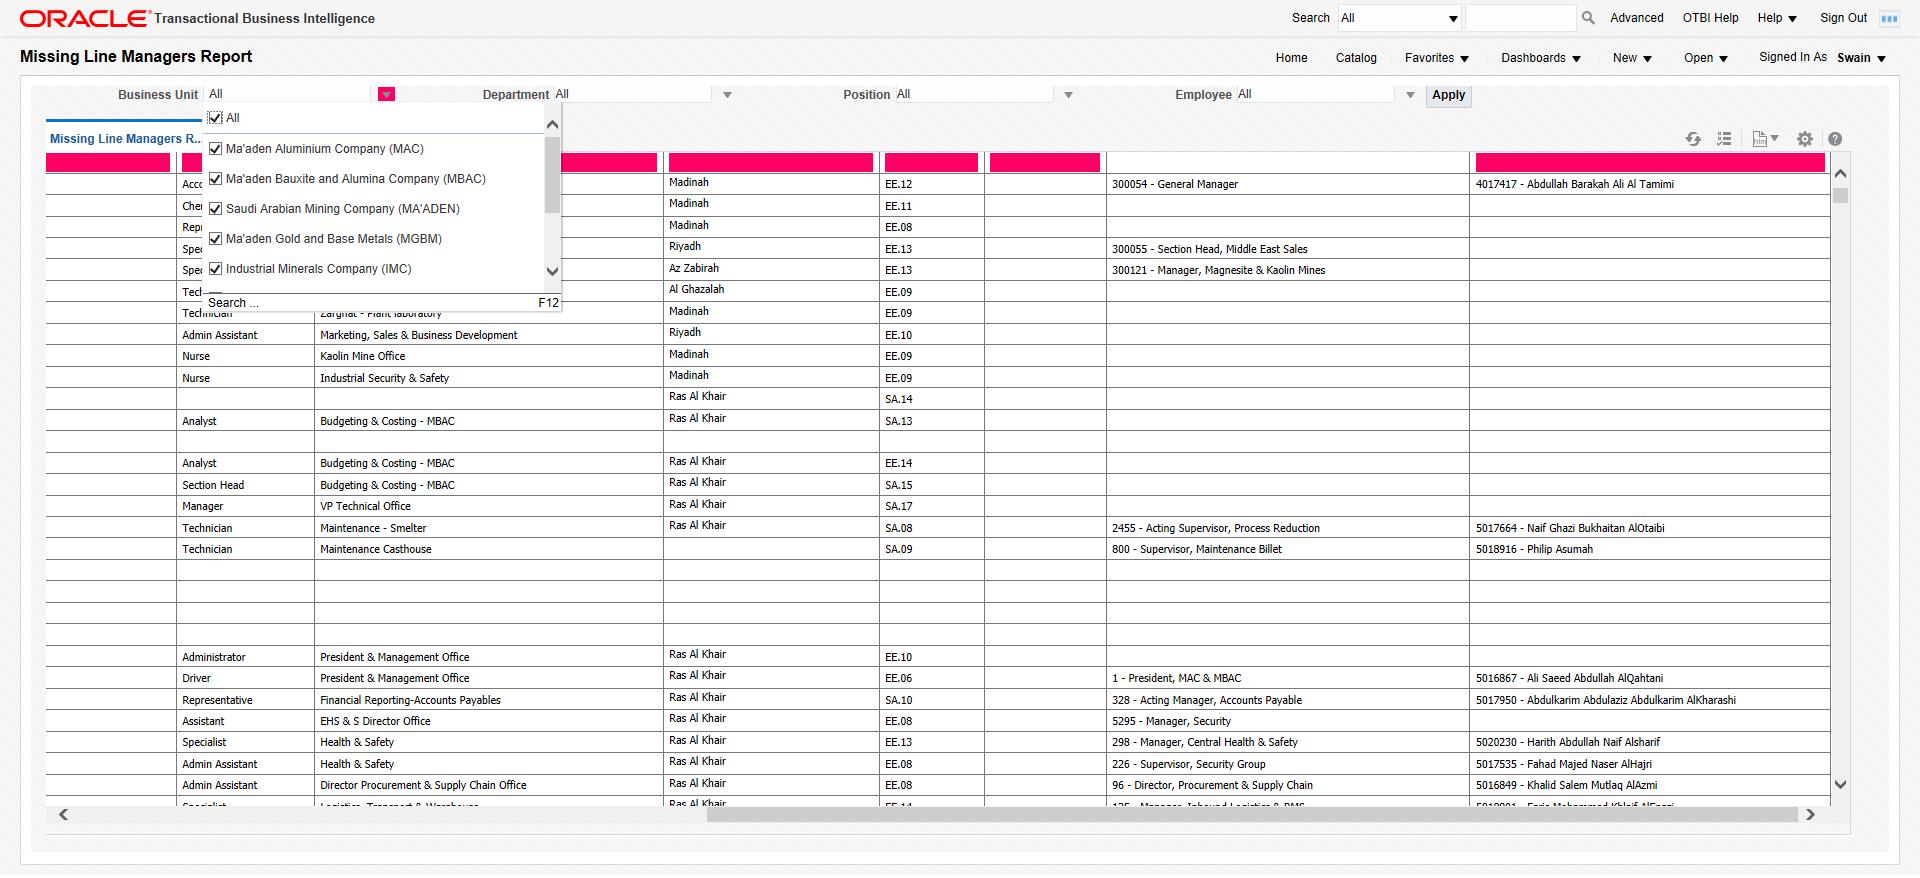 ORACLE Transactional Business Intelligence Search All Advanced OTBI Help Help Sign Out
Missing Line Managers Report Home Catalog Favorites Dashboards New Open Signed In As Swain
Business Unit All Department All Position All Employee All Apply
All
Missing Line Managers R...
Ma'aden Aluminium Company (MAC)
Ma'aden Bauxite and Alumina Company (MBAC)
Saudi Arabian Mining Company (MA'ADEN)
Ma'aden Gold and Base Metals (MGBM)
Industrial Minerals Company (IMC)
Search ... F12
Madinah EE.12 300054 - General Manager 4017417 - Abdullah Barakah Ali Al Tamimi
Madinah EE.11
Madinah EE.08
Riyadh EE.13 300055 - Section Head, Middle East Sales
Az Zabirah EE.13 300121 - Manager, Magnesite & Kaolin Mines
Al Ghazalah EE.09
Technician Zarghat - Plant laboratory Madinah EE.09
Admin Assistant Marketing, Sales & Business Development Riyadh EE.10
Nurse Kaolin Mine Office Madinah EE.09
Nurse Industrial Security & Safety Madinah EE.09
Ras Al Khair SA.14
Analyst Budgeting & Costing - MBAC Ras Al Khair SA.13
Analyst Budgeting & Costing - MBAC Ras Al Khair EE.14
Section Head Budgeting & Costing - MBAC Ras Al Khair SA.15
Manager VP Technical Office Ras Al Khair SA.17
Technician Maintenance - Smelter Ras Al Khair SA.08 2455 - Acting Supervisor, Process Reduction 5017664 - Naif Ghazi Bukhaitan AlOtaibi
Technician Maintenance Casthouse SA.09 800 - Supervisor, Maintenance Billet 5018916 - Philip Asumah
Administrator President & Management Office Ras Al Khair EE.10
Driver President & Management Office Ras Al Khair EE.06 1 - President, MAC & MBAC 5016867 - Ali Saeed Abdullah AlQahtani
Representative Financial Reporting-Accounts Payables Ras Al Khair SA.10 328 - Acting Manager, Accounts Payable 5017950 - Abdulkarim Abdulaziz Abdulkarim AlKharashi
Assistant EHS & S Director Office Ras Al Khair EE.08 5295 - Manager, Security
Specialist Health & Safety Ras Al Khair EE.13 298 - Manager, Central Health & Safety 5020230 - Harith Abdullah Naif Alsharif
Admin Assistant Health & Safety Ras Al Khair EE.08 226 - Supervisor, Security Group 5017535 - Fahad Majed Naser AlHajri
Admin Assistant Director Procurement & Supply Chain Office Ras Al Khair EE.08 96 - Director, Procurement & Supply Chain 5016849 - Khalid Salem Mutlaq AlAzmi
Ras Al Khair